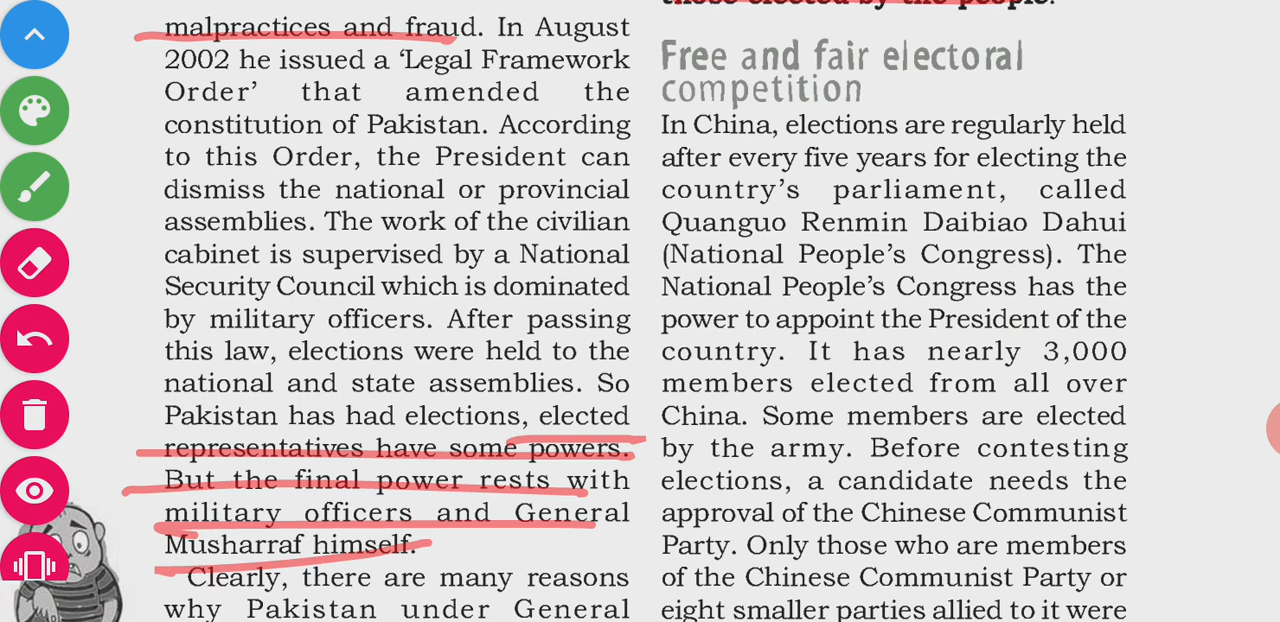 malpractices and fraud. In August
2002 he issued a ‘Legal Framework
Order’ that amended the
constitution of Pakistan. According
to this Order, the President can
dismiss the national or provincial
assemblies. The work of the civilian
cabinet is supervised by a National
Security Council which is dominated
by military officers. After passing
this law, elections were held to the
national and state assemblies. So
Pakistan has had elections, elected
representatives have some powers.
But the final power rests with
military officers and General
Musharraf himself.
Clearly, there are many reasons
why Pakistan under General
those elected by the people.
Free and fair electoral
competition
In China, elections are regularly held
after every five years for electing the
country’s parliament, called
Quanguo Renmin Daibiao Dahui
(National People’s Congress). The
National People’s Congress has the
power to appoint the President of the
country. It has nearly 3,000
members elected from all over
China. Some members are elected
by the army. Before contesting
elections, a candidate needs the
approval of the Chinese Communist
Party. Only those who are members
of the Chinese Communist Party or
eight smaller parties allied to it were